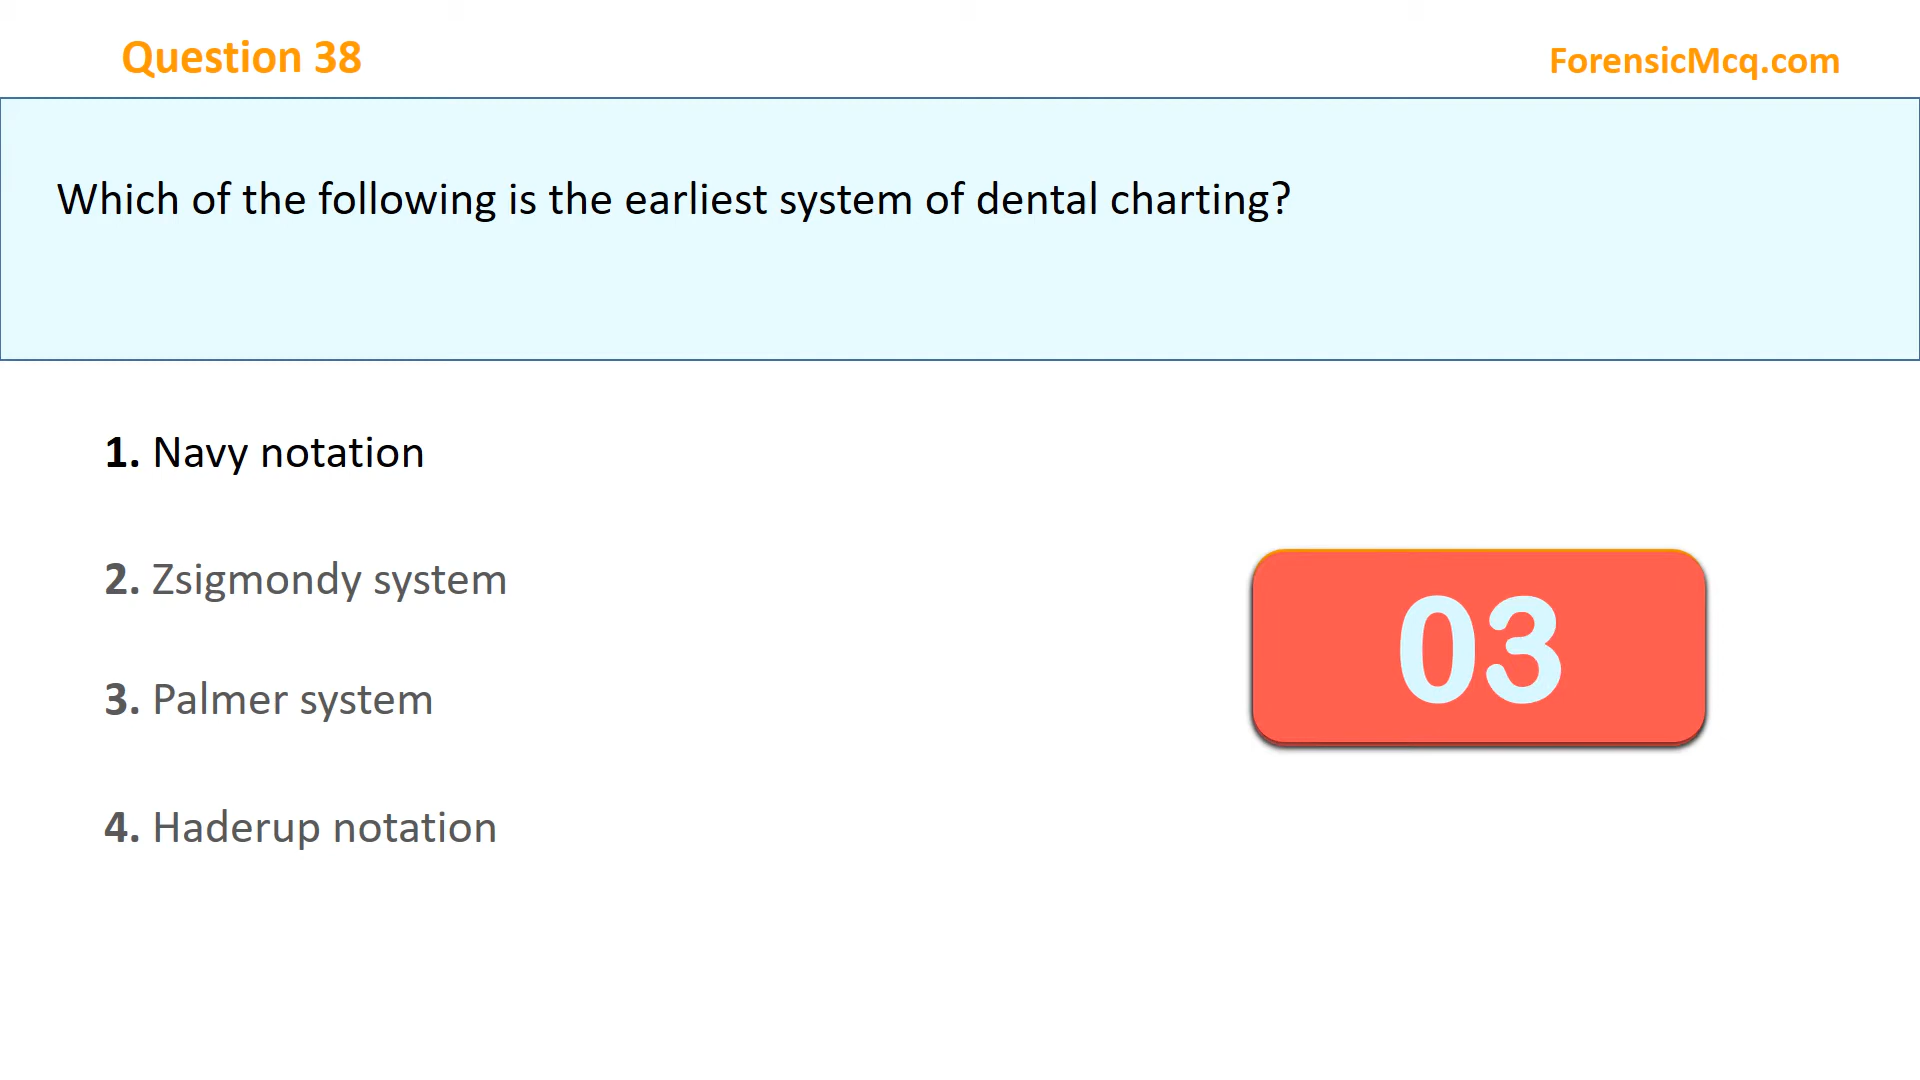 Question 38
ForensicMcq.com
Which of the following is the earliest system of dental charting?
1. Navy notation
2. Zsigmondy system
3. Palmer system
4. Haderup notation
03